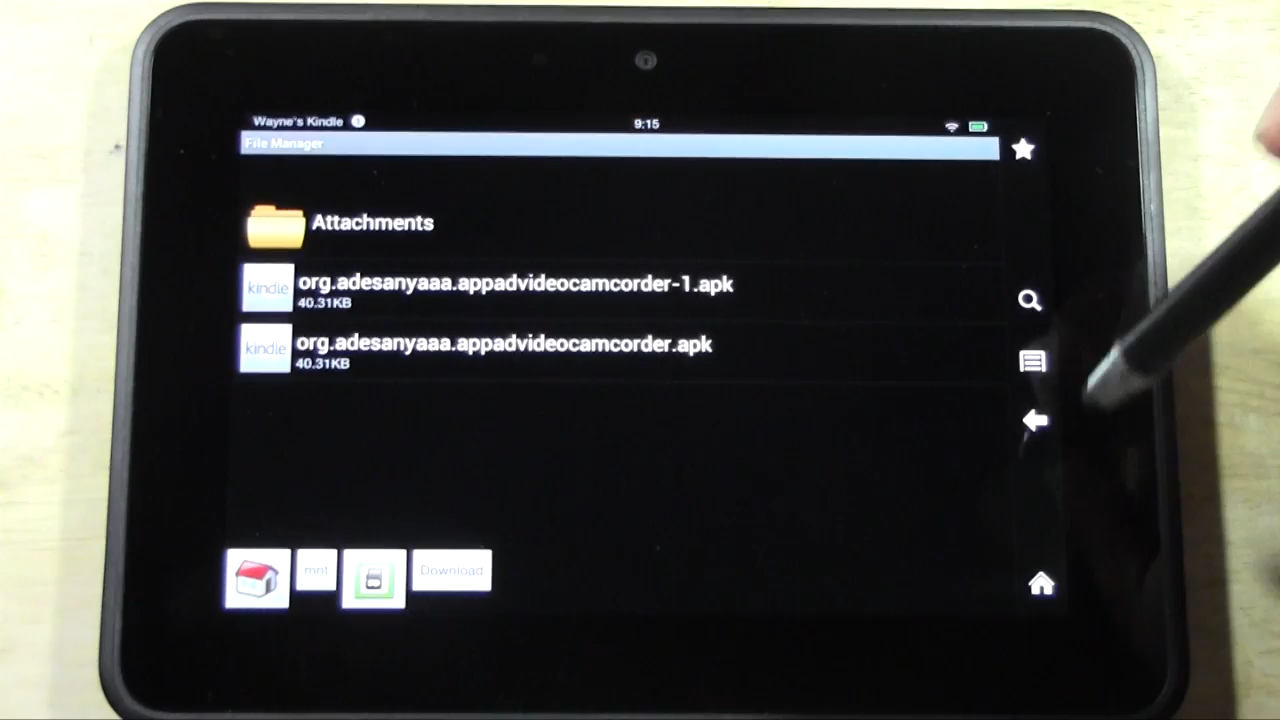 Wayne's Kindle 1
9:15
File Manager
Attachments
kindle
org.adesanyaaa.appadvideocamcorder-1.apk
40.31KB
kindle
org.adesanyaaa.appadvideocamcorder.apk
40.31KB
mnt
Download